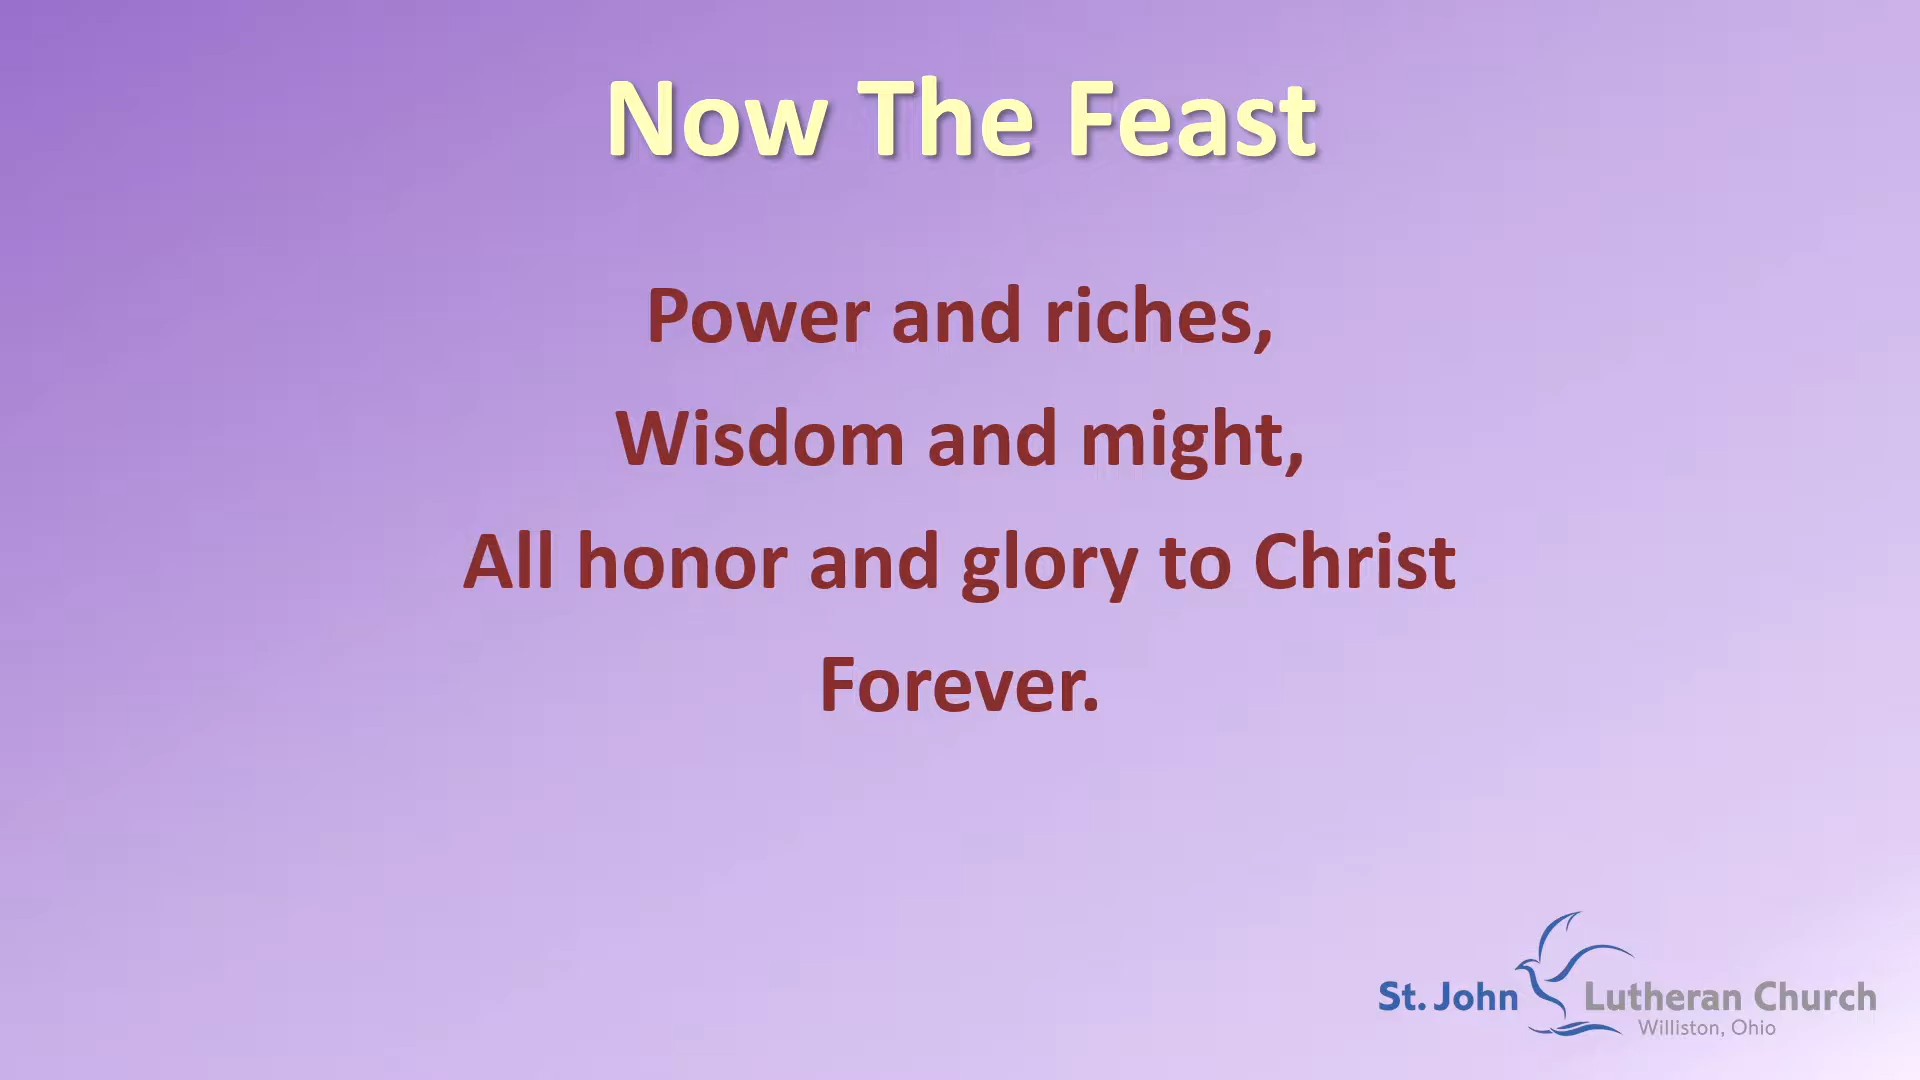 Now The Feast
Power and riches,
Wisdom and might,
All honor and glory to Christ
Forever.
St. John Lutheran Church
Williston, Ohio